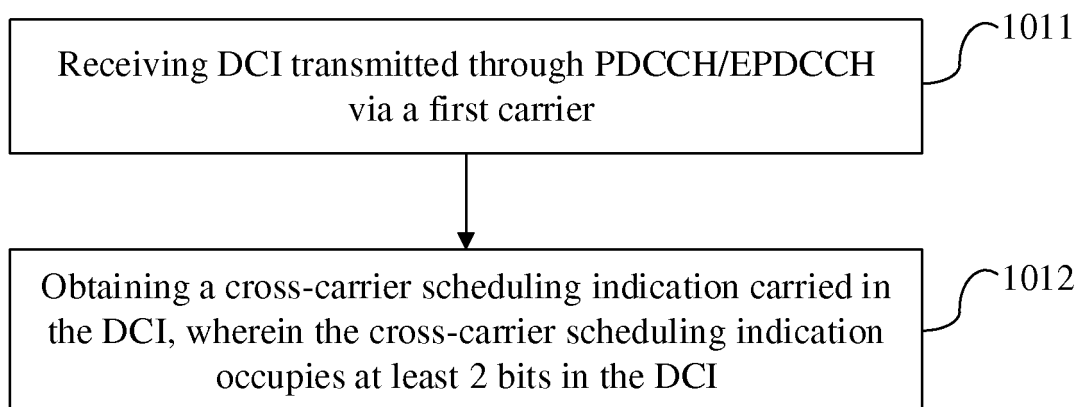 1011
Receiving DCI transmitted through PDCCH/EPDCCH
via a first carrier
1012
Obtaining a cross-carrier scheduling indication carried in
the DCI, wherein the cross-carrier scheduling indication
occupies at least 2 bits in the DCI